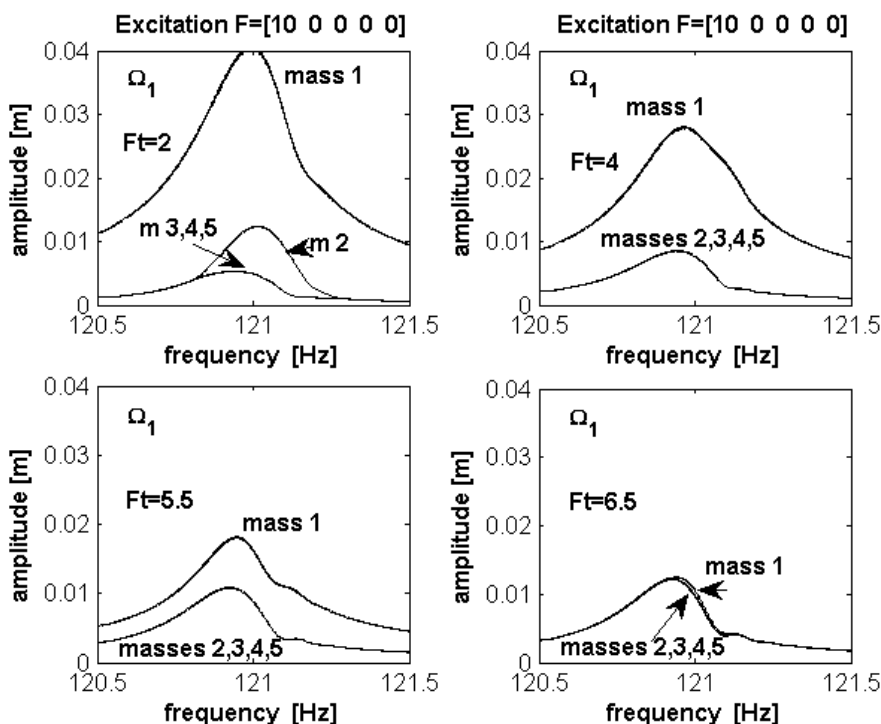 Excitation F=[10 0 0 0 0]
0.04
0.03
0.02
0.01
0
amplitude [m]
Ω1
mass 1
Ft=2
m 3,4,5
m 2
120.5
121
121.5
frequency [Hz]
Excitation F=[10 0 0 0 0]
0.04
0.03
0.02
0.01
0
amplitude [m]
Ω1
mass 1
Ft=4
masses 2,3,4,5
120.5
121
121.5
frequency [Hz]
0.04
0.03
0.02
0.01
0
amplitude [m]
Ω1
Ft=5.5
mass 1
masses 2,3,4,5
120.5
121
121.5
frequency [Hz]
0.04
0.03
0.02
0.01
0
amplitude [m]
Ω1
Ft=6.5
mass 1
masses 2,3,4,5
120.5
121
121.5
frequency [Hz]